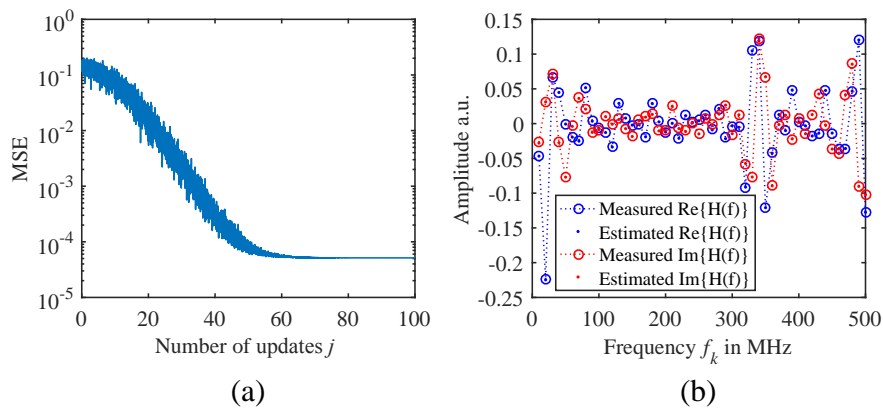 10^0
10^-1
10^-2
10^-3
10^-4
10^-5
MSE
0 20 40 60 80 100
Number of updates j
(a)
0.15
0.1
0.05
0
-0.05
-0.1
-0.15
-0.2
-0.25
Amplitude a.u.
Measured Re{H(f)}
Estimated Re{H(f)}
Measured Im{H(f)}
Estimated Im{H(f)}
0 100 200 300 400 500
Frequency f_k in MHz
(b)